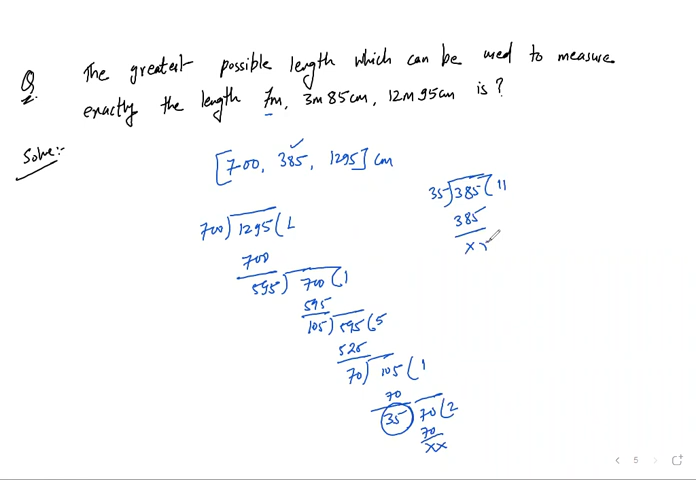 Q. The greatest possible length which can be used to measure
exactly the length 7m, 3m 85cm, 12m 95cm is ?
Solve:-
[700, 385, 1295] cm
35) 385 ( 11
385
x x
700) 1295 ( 1
700
595) 700 ( 1
595
105) 595 ( 5
525
70) 105 ( 1
70
35) 70 ( 2
70
xx
5